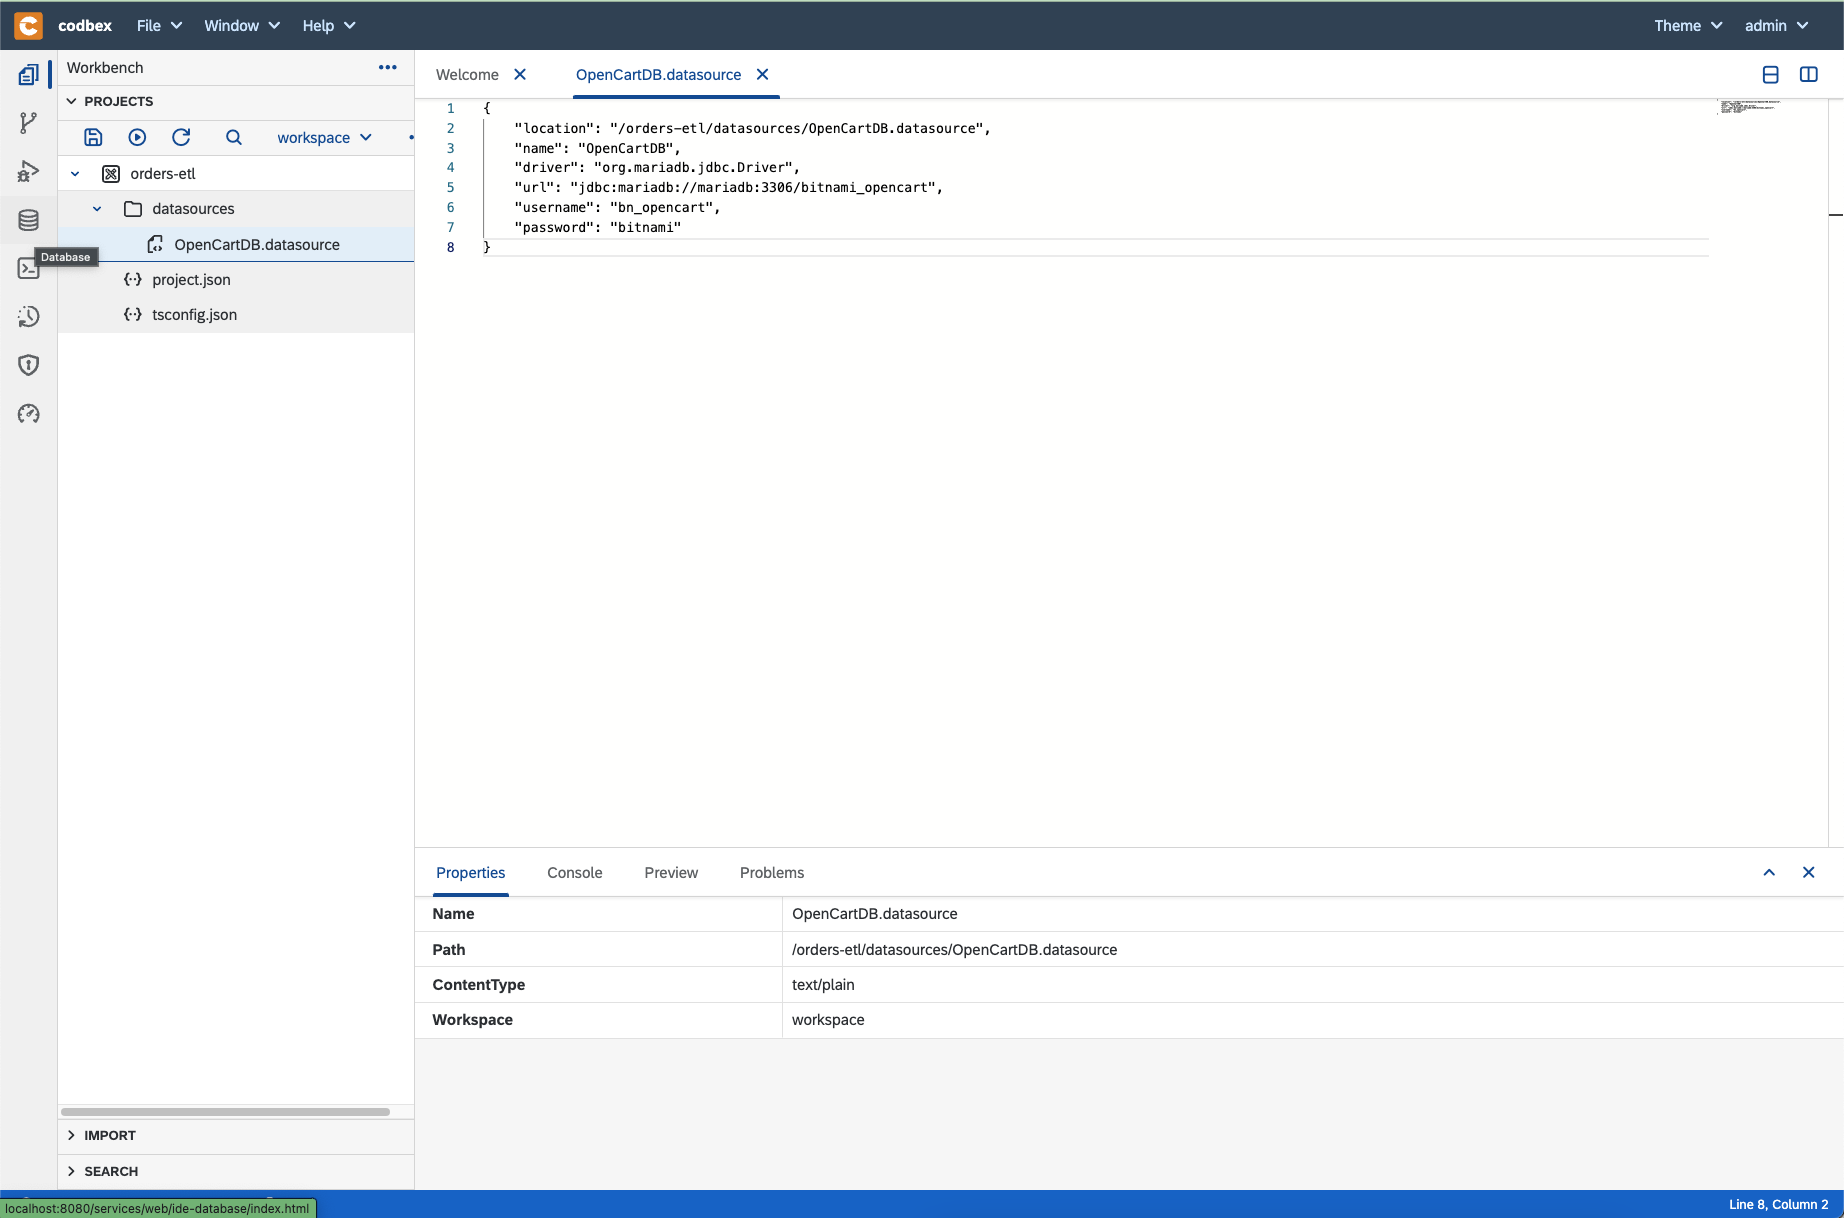 codbex File Window Help Theme admin
Workbench
Welcome OpenCartDB.datasource
PROJECTS
workspace
orders-etl
datasources
OpenCartDB.datasource
Database
project.json
tsconfig.json
1 {
2 "location": "/orders-etl/datasources/OpenCartDB.datasource",
3 "name": "OpenCartDB",
4 "driver": "org.mariadb.jdbc.Driver",
5 "url": "jdbc:mariadb://mariadb:3306/bitnami_opencart",
6 "username": "bn_opencart",
7 "password": "bitnami"
8 }
Properties Console Preview Problems
Name OpenCartDB.datasource
Path /orders-etl/datasources/OpenCartDB.datasource
ContentType text/plain
Workspace workspace
IMPORT
SEARCH
localhost:8080/services/web/ide-database/index.html
Line 8, Column 2